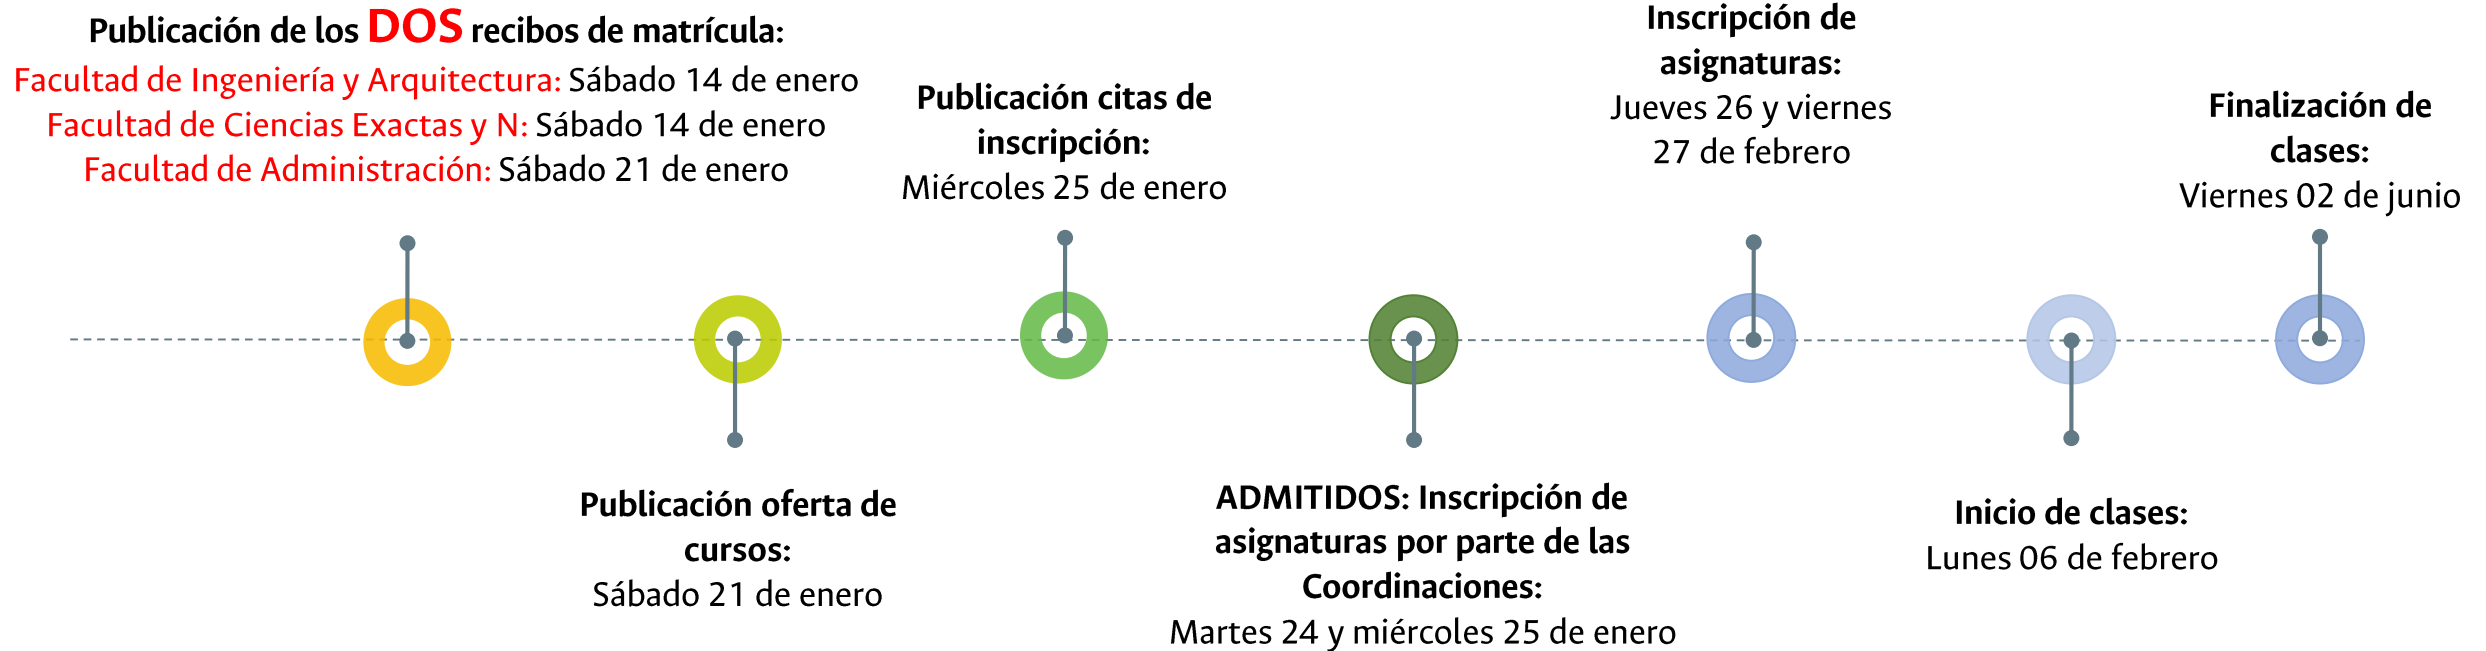 Publicación de los DOS recibos de matrícula:
Facultad de Ingeniería y Arquitectura: Sábado 14 de enero
Facultad de Ciencias Exactas y N: Sábado 14 de enero
Facultad de Administración: Sábado 21 de enero
Publicación oferta de
cursos:
Sábado 21 de enero
Publicación citas de
inscripción:
Miércoles 25 de enero
ADMITIDOS: Inscripción de
asignaturas por parte de las
Coordinaciones:
Martes 24 y miércoles 25 de enero
Inscripción de
asignaturas:
Jueves 26 y viernes
27 de febrero
Inicio de clases:
Lunes 06 de febrero
Finalización de
clases:
Viernes 02 de junio